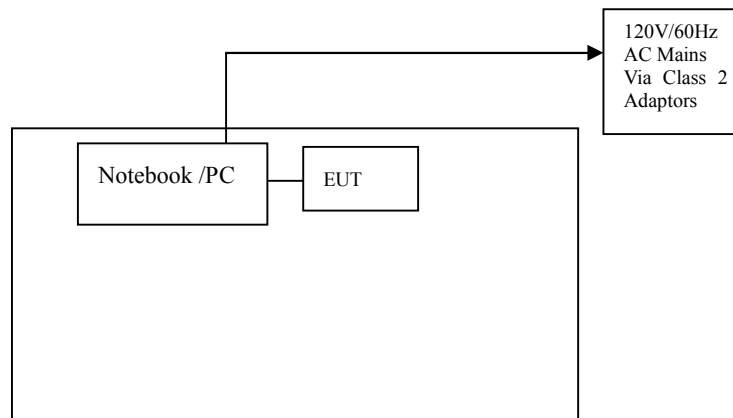 120V/60Hz
AC Mains
Via Class 2
Adaptors
Notebook /PC
EUT